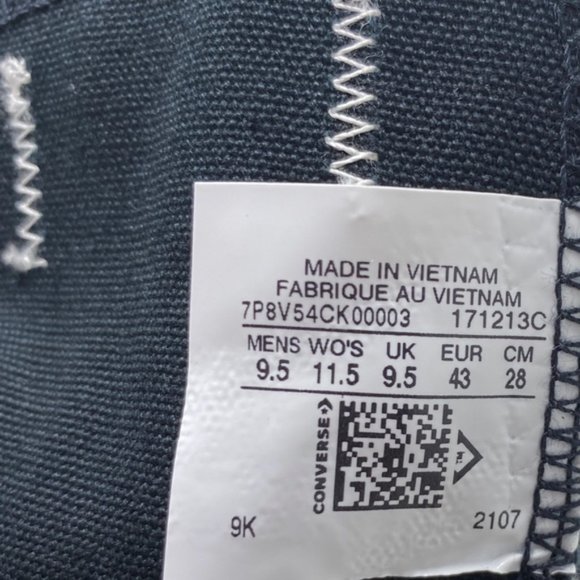 MADE IN VIETNAM
FABRIQUE AU VIETNAM
7P8V54CK00003 171213C
MENS WO'S UK EUR CM
9.5 11.5 9.5 43 28
CONVERSE
TM
9K 2107